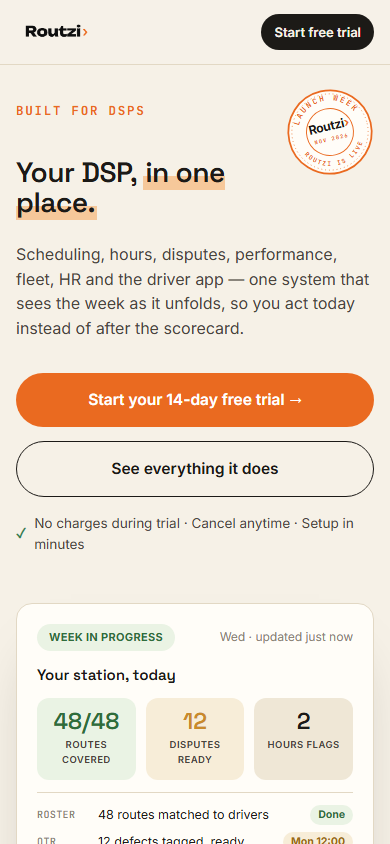 Routzi›
Start free trial
BUILT FOR DSPS
LAUNCH WEEK
Routzi›
NOV 2026
ROUTZI IS LIVE
Your DSP, in one
place.
Scheduling, hours, disputes, performance,
fleet, HR and the driver app — one system that
sees the week as it unfolds, so you act today
instead of after the scorecard.
Start your 14-day free trial →
See everything it does
✓ No charges during trial · Cancel anytime · Setup in
minutes
WEEK IN PROGRESS
Wed · updated just now
Your station, today
48/48
ROUTES
COVERED
12
DISPUTES
READY
2
HOURS FLAGS
ROSTER 48 routes matched to drivers Done
DTR 12 defects tagged, ready Mon 12:00